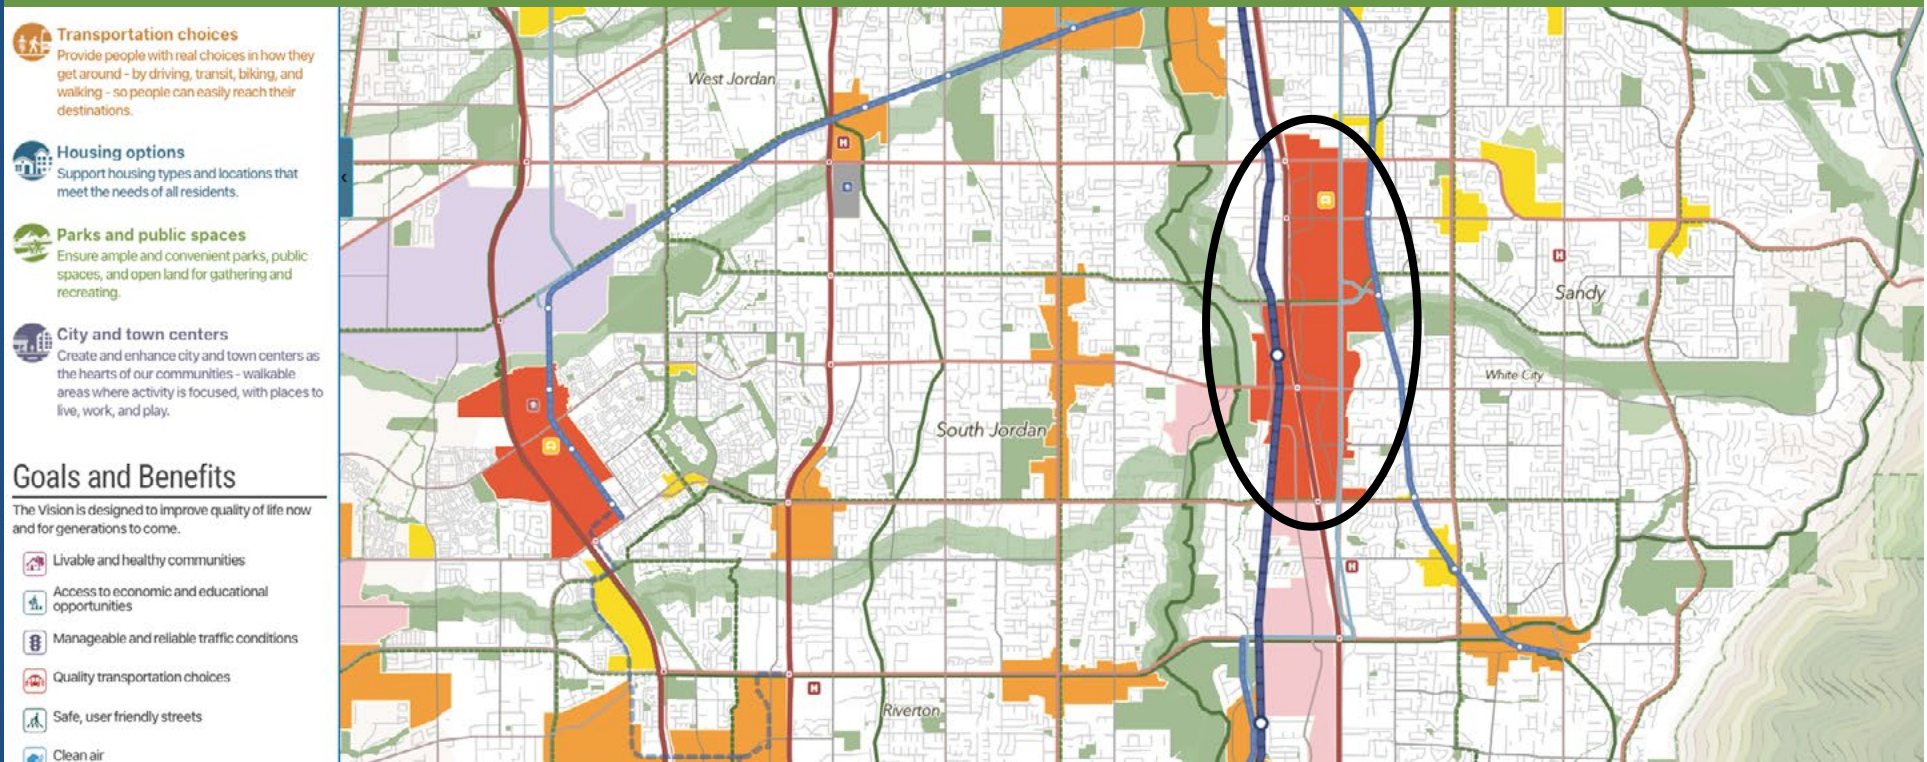 Transportation choices
Provide people with real choices in how they
get around - by driving, transit, biking, and
walking - so people can easily reach their
destinations.
Housing options
Support housing types and locations that
meet the needs of all residents.
Parks and public spaces
Ensure ample and convenient parks, public
spaces, and open land for gathering and
recreating.
City and town centers
Create and enhance city and town centers as
the hearts of our communities - walkable
areas where activity is focused, with places to
live, work, and play.
Goals and Benefits
The Vision is designed to improve quality of life now
and for generations to come.
Livable and healthy communities
Access to economic and educational
opportunities
Manageable and reliable traffic conditions
Quality transportation choices
Safe, user friendly streets
Clean air
West Jordan
H
H
Sandy
White City
South Jordan
H
H
Riverton